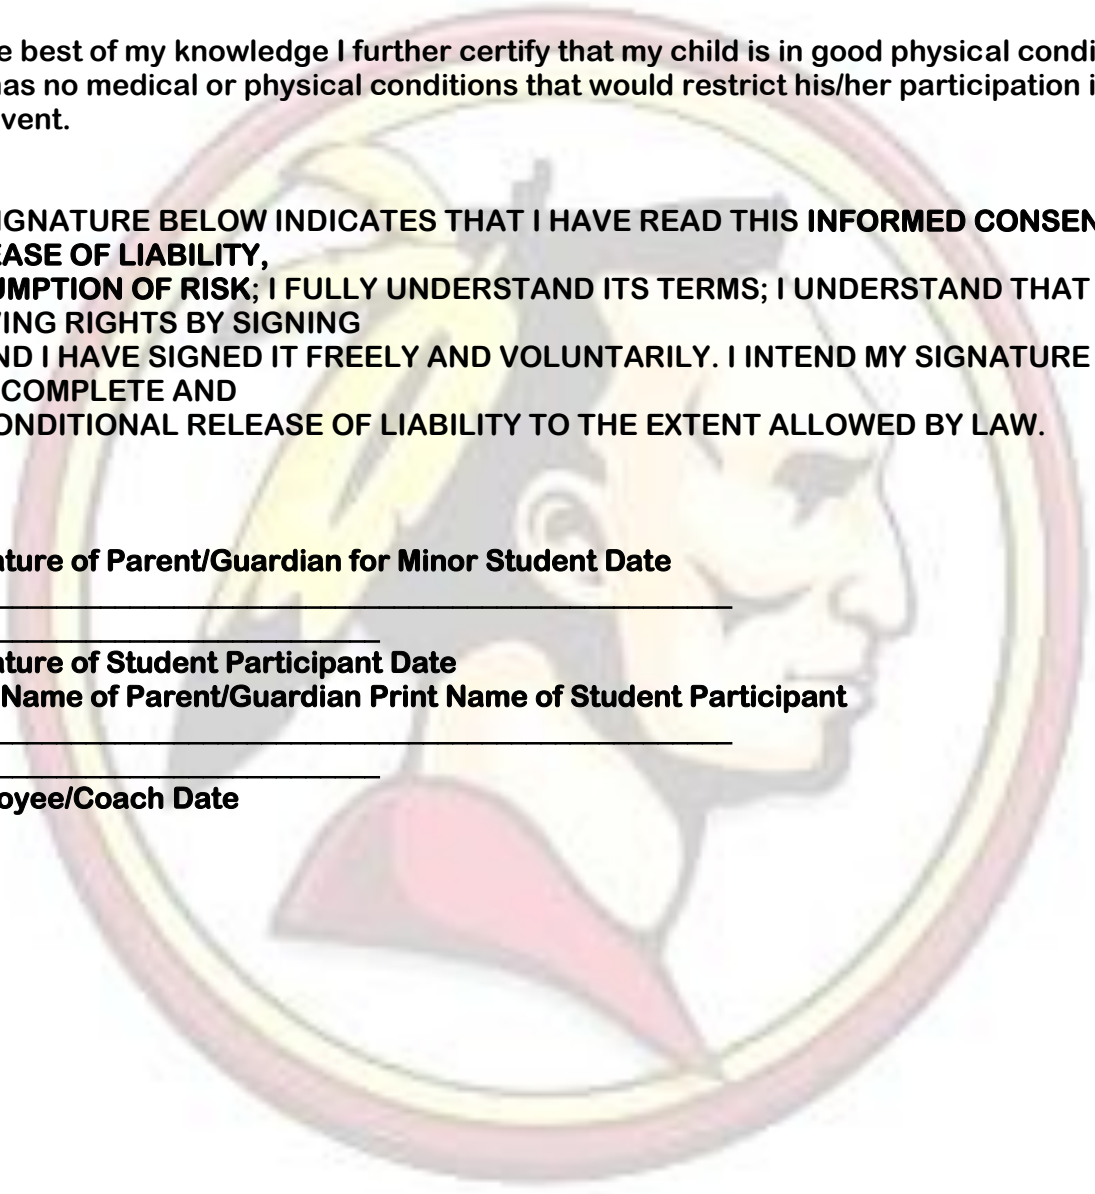 e best of my knowledge I further certify that my child is in good physical condi
has no medical or physical conditions that would restrict his/her participation i
vent.
IGNATURE BELOW INDICATES THAT I HAVE READ THIS INFORMED CONSEN
EASE OF LIABILITY,
UMPTION OF RISK; I FULLY UNDERSTAND ITS TERMS; I UNDERSTAND THAT
VING RIGHTS BY SIGNING
ND I HAVE SIGNED IT FREELY AND VOLUNTARILY. I INTEND MY SIGNATURE
COMPLETE AND
ONDITIONAL RELEASE OF LIABILITY TO THE EXTENT ALLOWED BY LAW.
ature of Parent/Guardian for Minor Student Date
ature of Student Participant Date
Name of Parent/Guardian Print Name of Student Participant
oyee/Coach Date